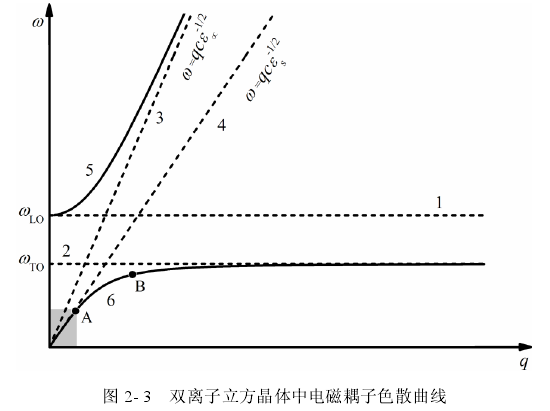 ω
ω=qcε∝^-1/2
ω=qcεs^-1/2
3
4
5
1
ωLO
2
ωTO
B
6
A
q
图 2-3 双离子立方晶体中电磁耦子色散曲线